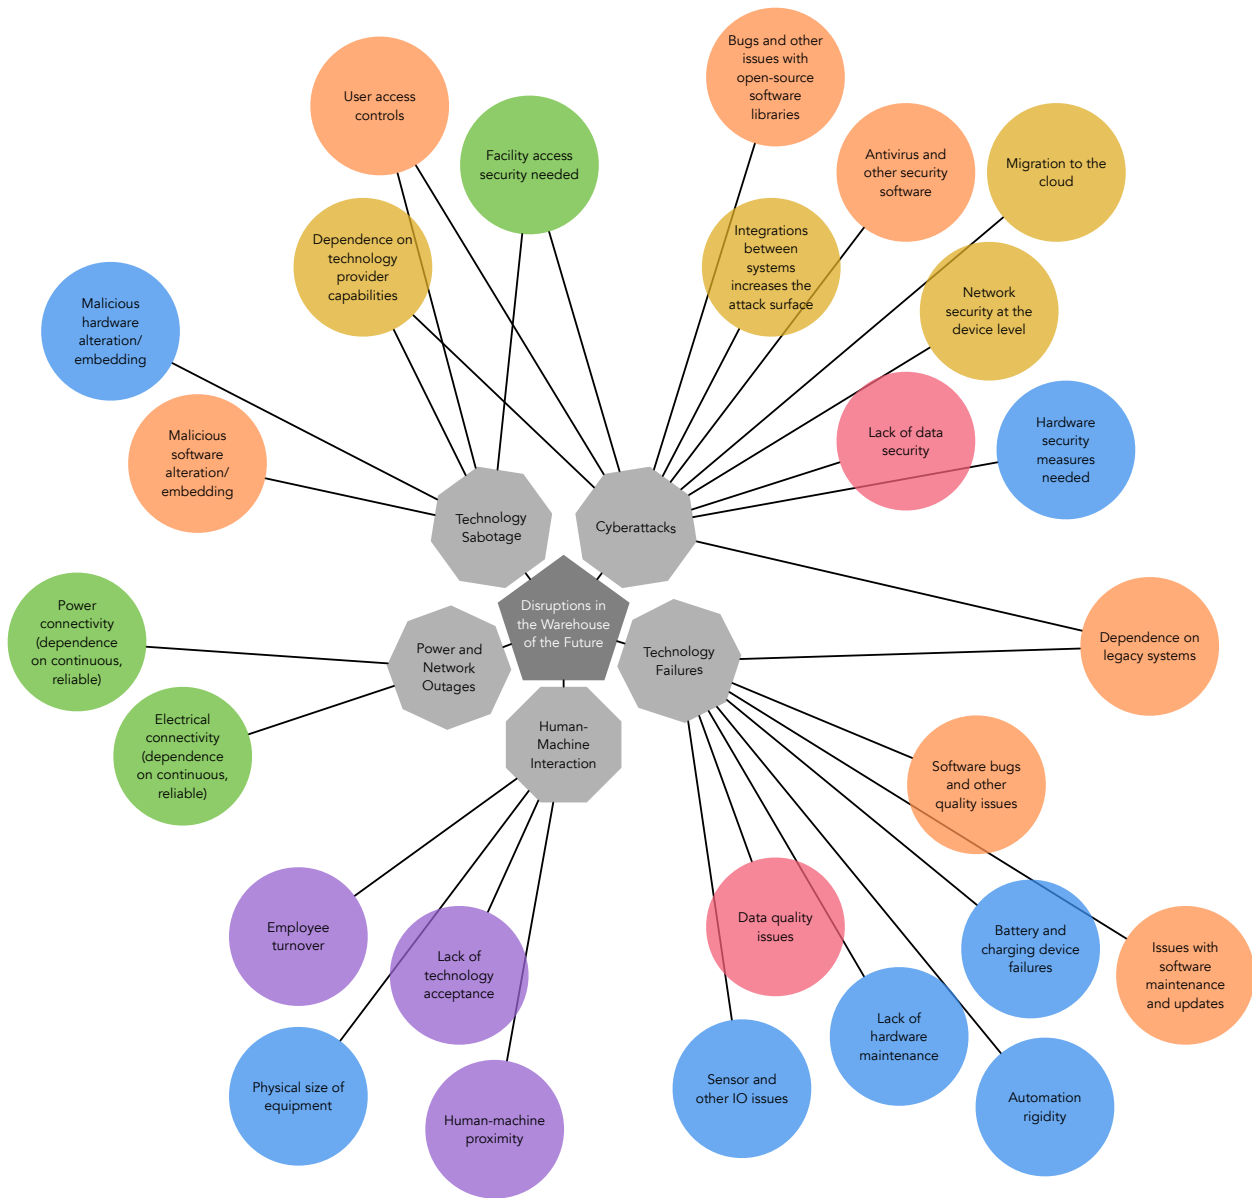 Bugs and other
issues with
open-source
software
libraries
User access
controls
Facility access
security needed
Antivirus and
other security
software
Migration to the
cloud
Dependence on
technology
provider
capabilities
Integrations
between
systems
increases the
attack surface
Network
security at the
device level
Malicious
hardware
alteration/
embedding
Malicious
software
alteration/
embedding
Lack of data
security
Hardware
security
measures
needed
Technology
Sabotage
Cyberattacks
Disruptions in
the Warehouse
of the Future
Power
connectivity
(dependence
on continuous,
reliable)
Power and
Network
Outages
Technology
Failures
Dependence on
legacy systems
Electrical
connectivity
(dependence
on continuous,
reliable)
Human-
Machine
Interaction
Software bugs
and other
quality issues
Employee
turnover
Lack of
technology
acceptance
Data quality
issues
Battery and
charging device
failures
Issues with
software
maintenance
and updates
Physical size of
equipment
Human-machine
proximity
Sensor and
other IO issues
Lack of
hardware
maintenance
Automation
rigidity